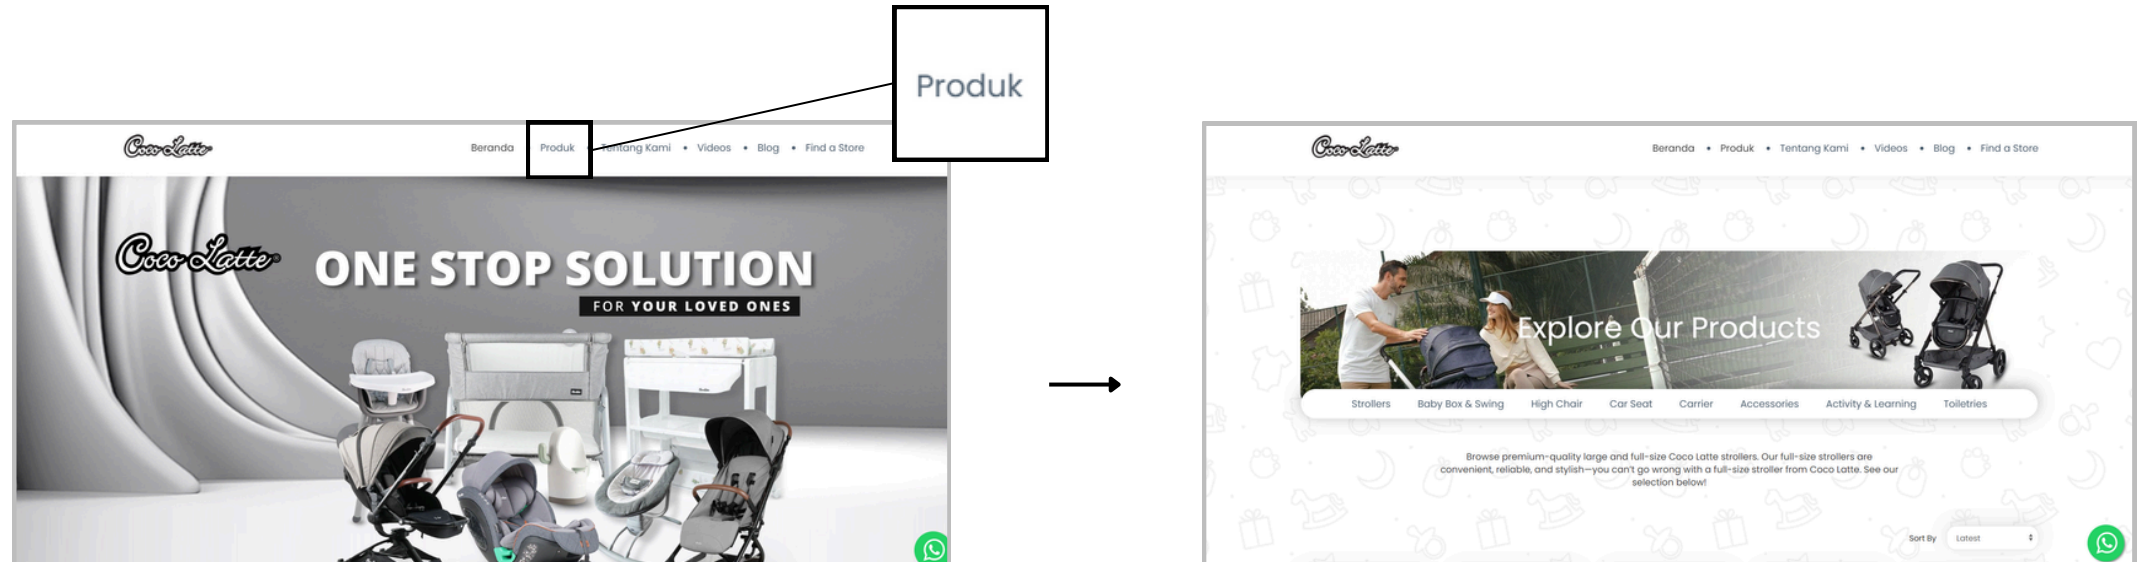 Produk
Coco Latte
Beranda • Produk • Tentang Kami • Videos • Blog • Find a Store
Coco Latte
ONE STOP SOLUTION
FOR YOUR LOVED ONES
Coco Latte
Beranda • Produk • Tentang Kami • Videos • Blog • Find a Store
Explore Our Products
Strollers Baby Box & Swing High Chair Car Seat Carrier Accessories Activity & Learning Toiletries
Browse premium-quality large and full-size Coco Latte strollers. Our full-size strollers are
convenient, reliable, and stylish—you can't go wrong with a full-size stroller from Coco Latte. See our
selection below!
Sort By Latest